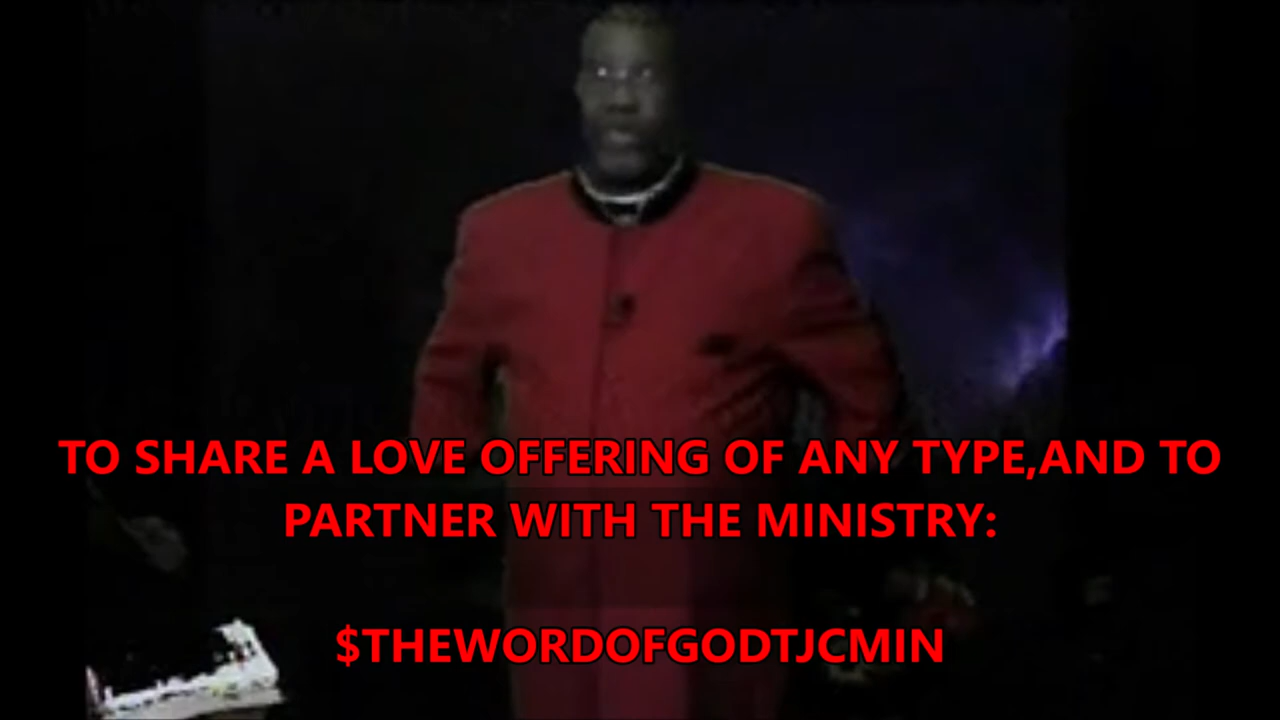 TO SHARE A LOVE OFFERING OF ANY TYPE,AND TO
PARTNER WITH THE MINISTRY:
$THEWORDOFGODTJCMIN